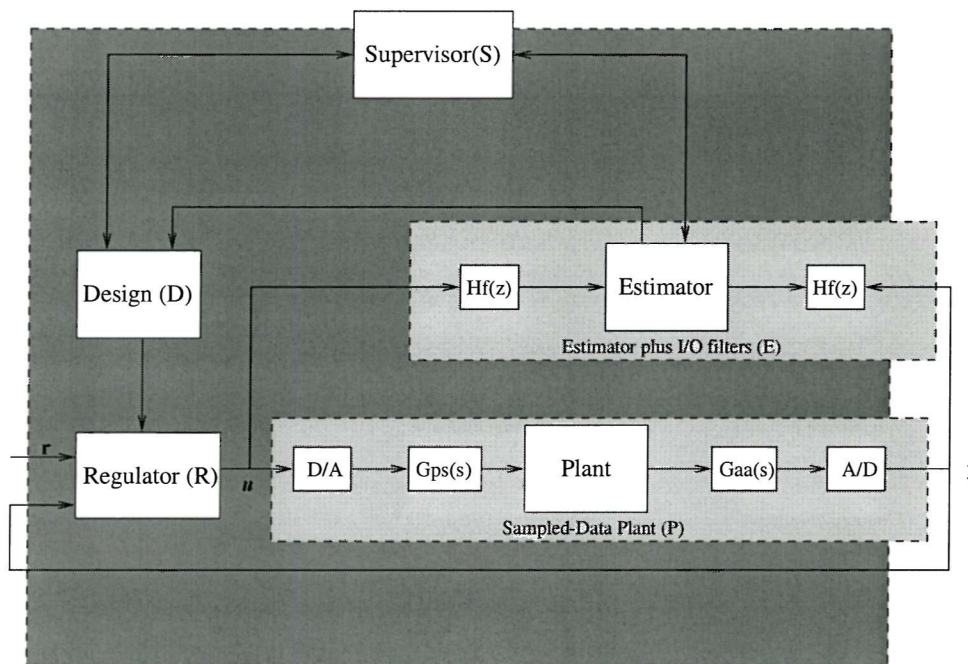 Supervisor(S)
Design (D)
Hf(z)
Estimator
Hf(z)
Estimator plus I/O filters (E)
r
Regulator (R)
u
D/A
Gps(s)
Plant
Gaa(s)
A/D
Sampled-Data Plant (P)